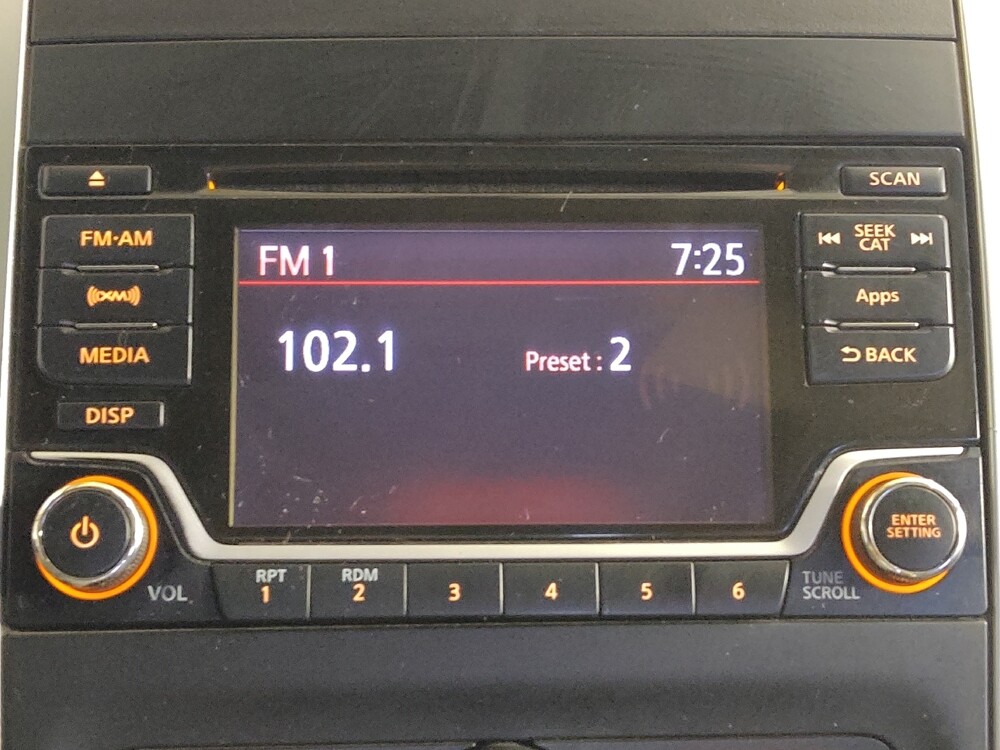 SCAN
FM·AM
SEEK
CAT
FM 1
7:25
XM
Apps
MEDIA
102.1
Preset : 2
BACK
DISP
ENTER
SETTING
VOL
RPT
1
RDM
2
3
4
5
6
TUNE
SCROLL